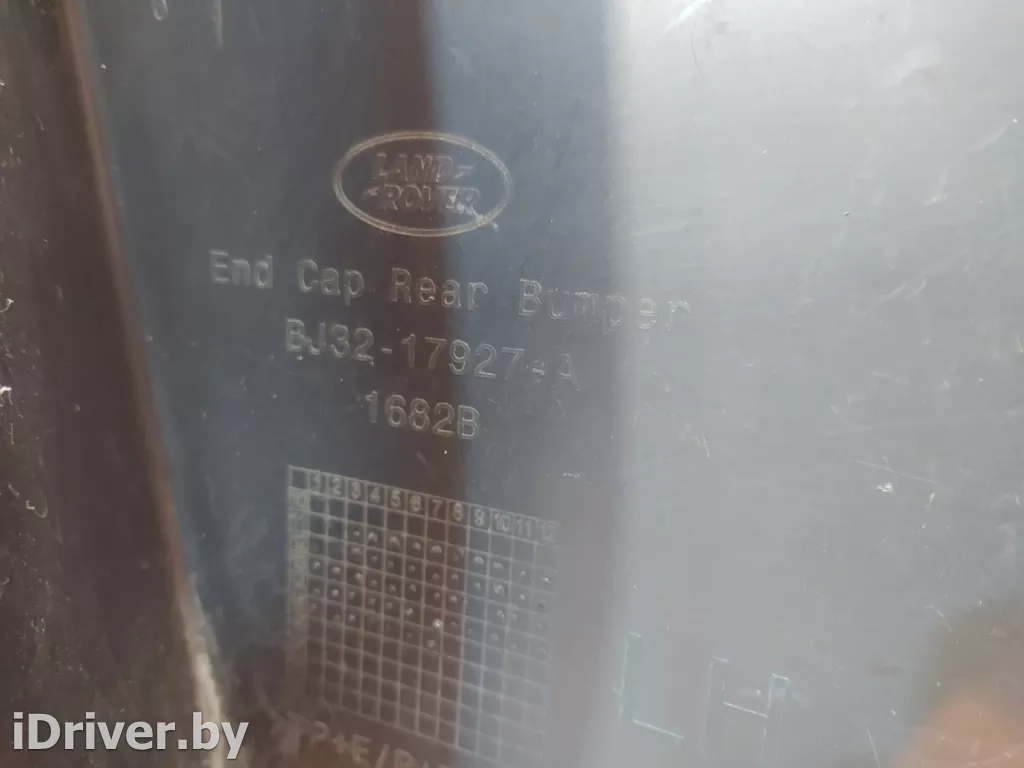 LAND
ROVER
End Cap Rear Bumper
BJ32-17927-A
1682B
1 2 3 4 5 6 7 8 9 10 11 12
LH
iDriver.by